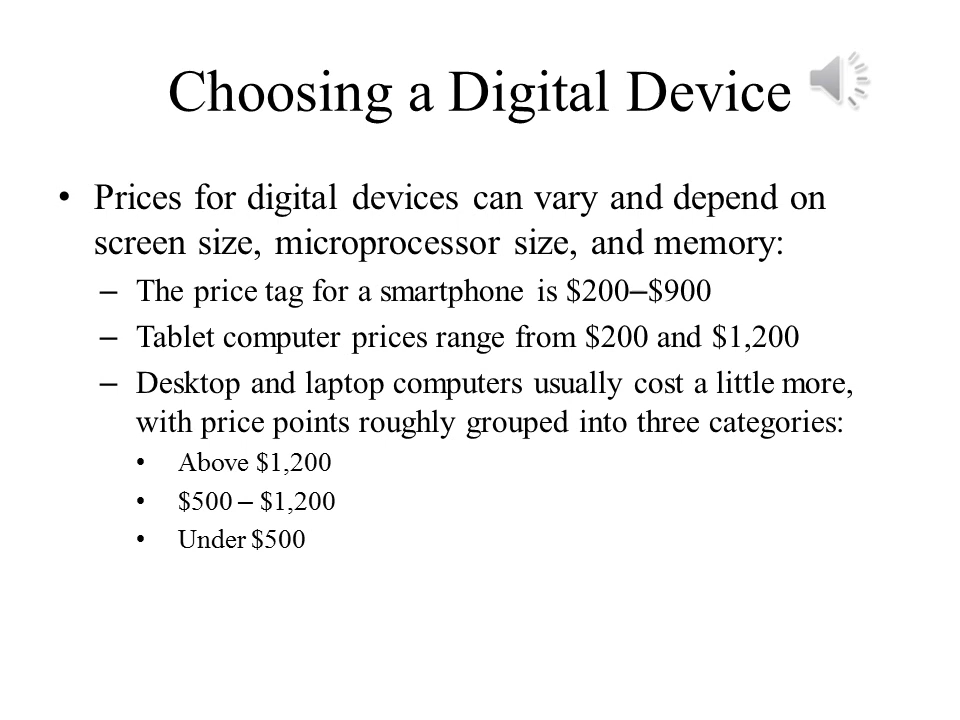 Choosing a Digital Device
• Prices for digital devices can vary and depend on
screen size, microprocessor size, and memory:
– The price tag for a smartphone is $200–$900
– Tablet computer prices range from $200 and $1,200
– Desktop and laptop computers usually cost a little more,
with price points roughly grouped into three categories:
• Above $1,200
• $500 – $1,200
• Under $500